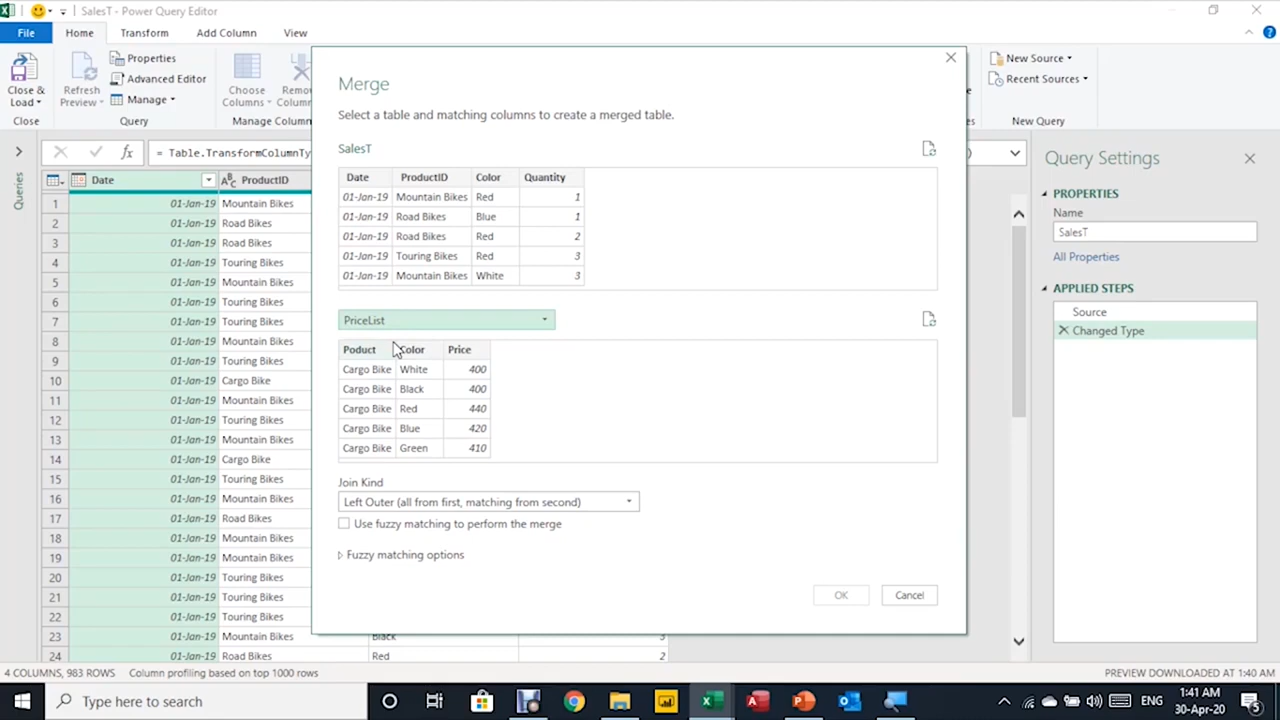 SalesT - Power Query Editor
File Home Transform Add Column View
Close & Load
Close
Refresh Preview
Properties
Advanced Editor
Manage
Query
Choose Columns
Remove
Manage Column
New Source
Recent Sources
New Query
= Table.TransformColumnTy
Queries
Date ProductID
1 01-Jan-19 Mountain Bikes
2 01-Jan-19 Road Bikes
3 01-Jan-19 Road Bikes
4 01-Jan-19 Touring Bikes
5 01-Jan-19 Mountain Bikes
6 01-Jan-19 Touring Bikes
7 01-Jan-19 Touring Bikes
8 01-Jan-19 Mountain Bikes
9 01-Jan-19 Touring Bikes
10 01-Jan-19 Cargo Bike
11 01-Jan-19 Mountain Bikes
12 01-Jan-19 Touring Bikes
13 01-Jan-19 Mountain Bikes
14 01-Jan-19 Cargo Bike
15 01-Jan-19 Touring Bikes
16 01-Jan-19 Mountain Bikes
17 01-Jan-19 Road Bikes
18 01-Jan-19 Mountain Bikes
19 01-Jan-19 Mountain Bikes
20 01-Jan-19 Touring Bikes
21 01-Jan-19 Touring Bikes
22 01-Jan-19 Touring Bikes
23 01-Jan-19 Mountain Bikes Black 3
24 01-Jan-19 Road Bikes Red 2
Merge
Select a table and matching columns to create a merged table.
SalesT
Date ProductID Color Quantity
01-Jan-19 Mountain Bikes Red 1
01-Jan-19 Road Bikes Blue 1
01-Jan-19 Road Bikes Red 2
01-Jan-19 Touring Bikes Red 3
01-Jan-19 Mountain Bikes White 3
PriceList
Poduct Color Price
Cargo Bike White 400
Cargo Bike Black 400
Cargo Bike Red 440
Cargo Bike Blue 420
Cargo Bike Green 410
Join Kind
Left Outer (all from first, matching from second)
Use fuzzy matching to perform the merge
Fuzzy matching options
OK Cancel
Query Settings
PROPERTIES
Name
SalesT
All Properties
APPLIED STEPS
Source
Changed Type
4 COLUMNS, 983 ROWS Column profiling based on top 1000 rows PREVIEW DOWNLOADED AT 1:40 AM
Type here to search
ENG
1:41 AM
30-Apr-20
5